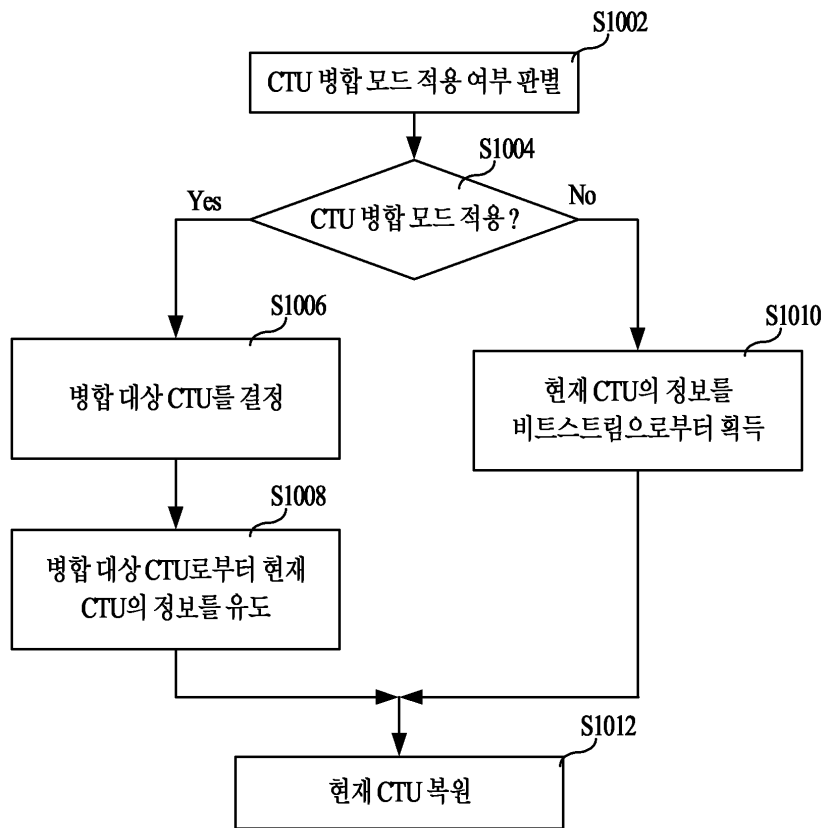 S1002
CTU 병합 모드 적용 여부 판별
S1004
Yes
No
CTU 병합 모드 적용 ?
S1006
병합 대상 CTU를 결정
S1010
현재 CTU의 정보를
비트스트림으로부터 획득
S1008
병합 대상 CTU로부터 현재
CTU의 정보를 유도
S1012
현재 CTU 복원